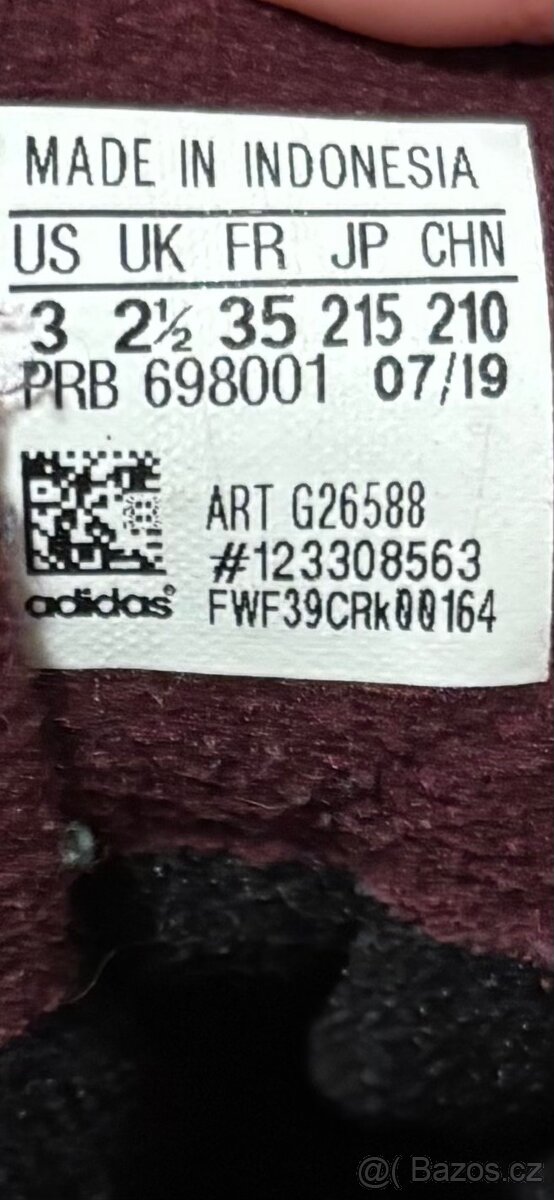 MADE IN INDONESIA
US UK FR JP CHN
3 2½ 35 215 210
PRB 698001 07/19
ART G26588
#123308563
adidas® FWF39CRk00164
@( Bazoš.cz